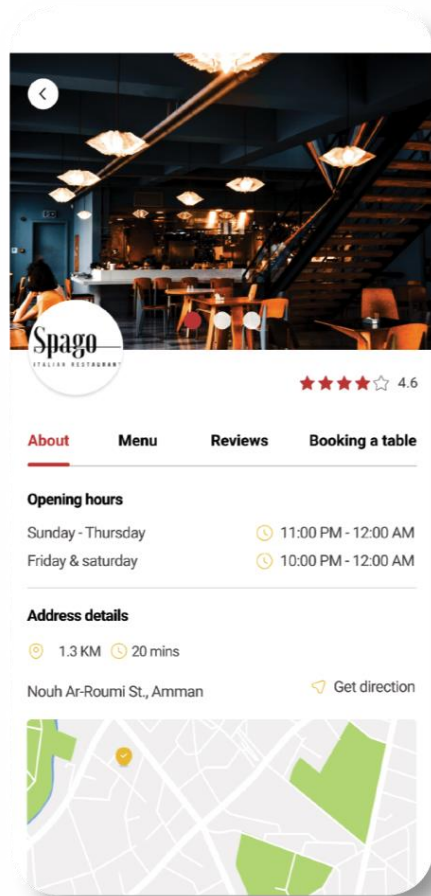 Spago
ITALIAN RESTAURANT
4.6
About Menu Reviews Booking a table
Opening hours
Sunday - Thursday 11:00 PM - 12:00 AM
Friday & saturday 10:00 PM - 12:00 AM
Address details
1.3 KM 20 mins
Nouh Ar-Roumi St., Amman Get direction